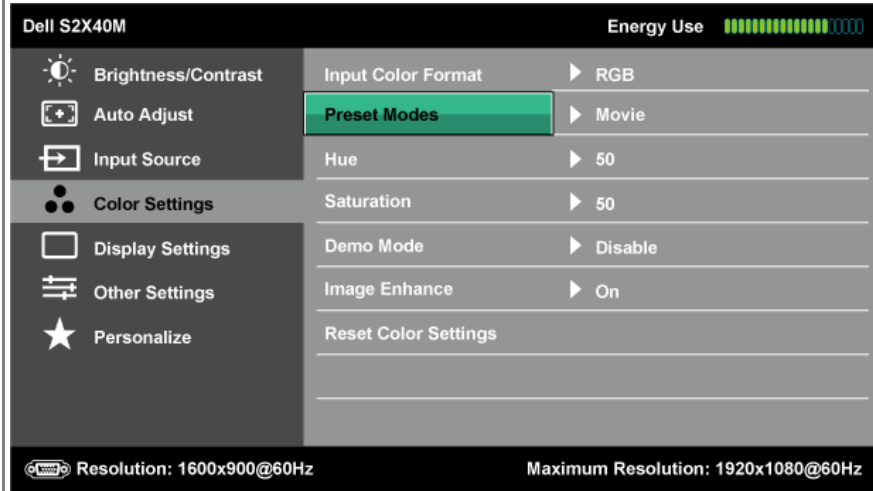 Dell S2X40M Energy Use
Brightness/Contrast Input Color Format RGB
Auto Adjust Preset Modes Movie
Input Source Hue 50
Color Settings Saturation 50
Display Settings Demo Mode Disable
Other Settings Image Enhance On
Personalize Reset Color Settings
Resolution: 1600x900@60Hz Maximum Resolution: 1920x1080@60Hz